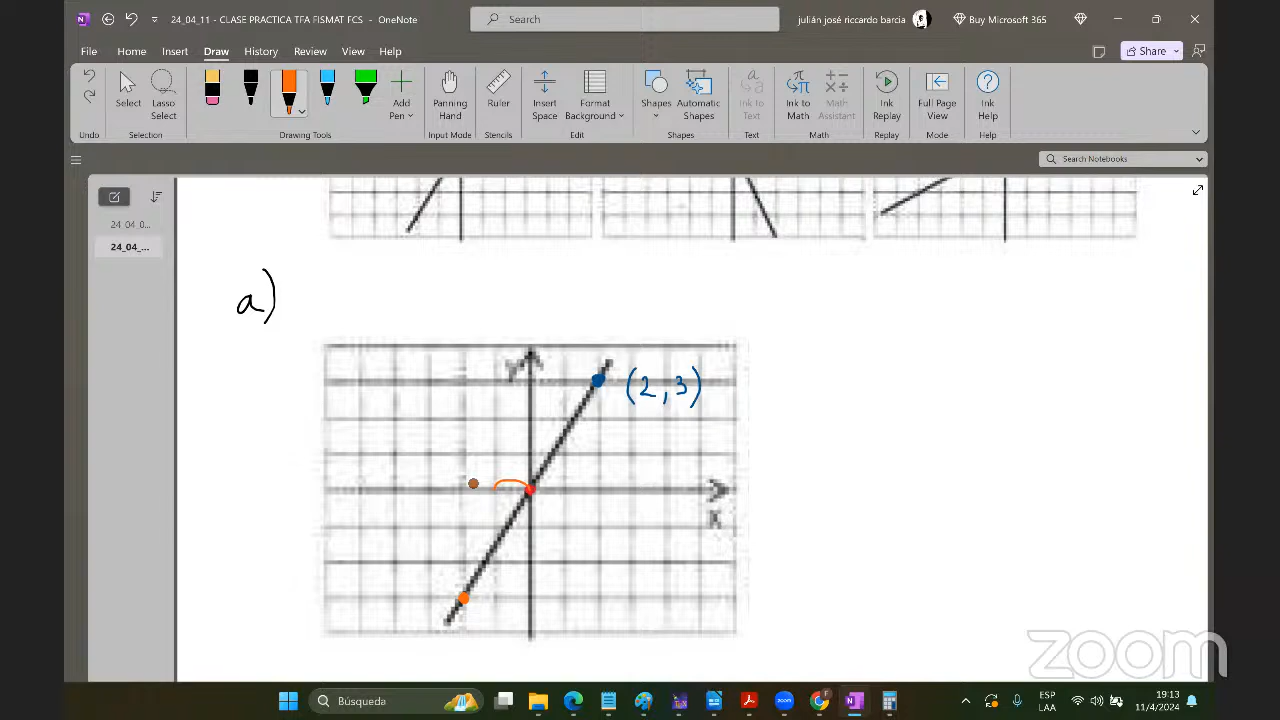 24_04_11 - CLASE PRACTICA TFA FISMAT FCS - OneNote
Search
julián josé riccardo barcia
Buy Microsoft 365
File Home Insert Draw History Review View Help
Share
Select
Lasso Select
Add Pen
Panning Hand
Ruler
Insert Space
Format Background
Shapes
Automatic Shapes
Ink to Text
Ink to Math
Math Assistant
Ink Replay
Full Page View
Ink Help
Undo Selection Drawing Tools Input Mode Stencils Edit Shapes Text Math Replay Mode Help
Search Notebooks
24_04_0...
24_04_...
a)
y
(2,3)
x
zoom
Búsqueda
ESP
LAA
19:13
11/4/2024